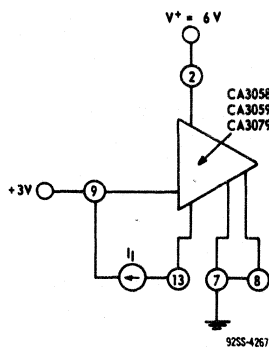 V⁺ = 6 V
2
CA3058
CA3059
CA3079
+3V
9
I₁
13
7
8
92SS-4267